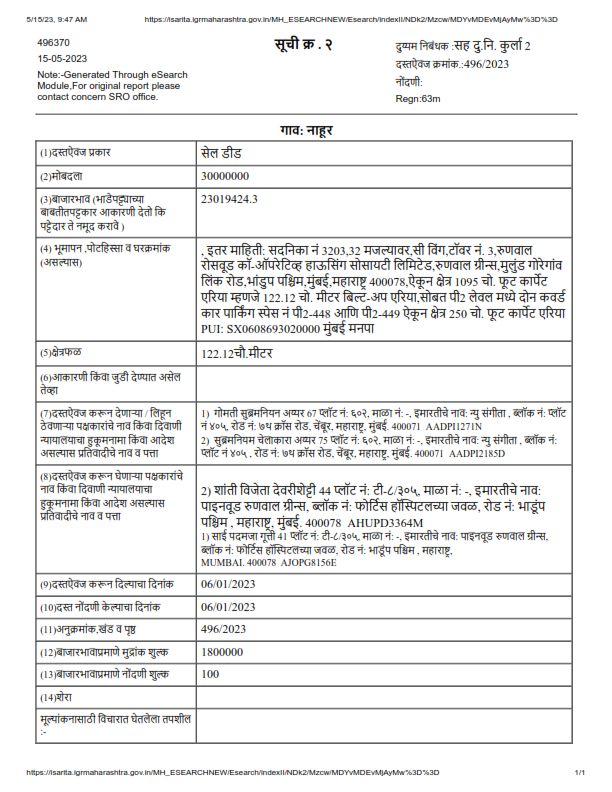 5/15/23, 9:47 AM https://isarita.igrmaharashtra.gov.in/MH_ESEARCHNEW/Esearch/indexII/NDk2/Mzcw/MDYvMDEvMjAyMw%3D%3D
496370
15-05-2023
Note:-Generated Through eSearch
Module,For original report please
contact concern SRO office.
सूची क्र . २
दुय्यम निबंधक :सह दु.नि. कुर्ला 2
दस्तऐवज क्रमांक.:496/2023
नोंदणी:
Regn:63m
गाव: नाहूर
(1)दस्तऐवज प्रकार
सेल डीड
(2)मोबदला
30000000
(3)बाजारभाव (भाडेपट्ट्याच्या
बाबतीतपट्टकार आकारणी देतो कि
पट्टेदार ते नमूद करावे )
23019424.3
(4) भूमापन ,पोटहिस्सा व घरक्रमांक
(असल्यास)
, इतर माहिती: सदनिका नं 3203,32 मजल्यावर,सी विंग,टॉवर नं. 3,रुणवाल
रोसवूड कॉ-ऑपरेटिव्ह हाऊसिंग सोसायटी लिमिटेड,रुणवाल ग्रीन्स,मुलुंड गोरेगांव
लिंक रोड,भांडुप पश्चिम,मुंबई,महाराष्ट्र 400078,ऐकून क्षेत्र 1095 चो. फूट कार्पेट
एरिया म्हणजे 122.12 चो. मीटर बिल्ट-अप एरिया,सोबत पी2 लेवल मध्ये दोन कवर्ड
कार पार्किंग स्पेस नं पी2-448 आणि पी2-449 ऐकून क्षेत्र 250 चो. फूट कार्पेट एरिया
PUI: SX0608693020000 मुंबई मनपा
(5)क्षेत्रफळ
122.12चौ.मीटर
(6)आकारणी किंवा जुडी देण्यात असेल
तेव्हा
(7)दस्तऐवज करून देणाऱ्या / लिहून
ठेवणाऱ्या पक्षकारांचे नाव किंवा दिवाणी
न्यायालयाचा हुकूमनामा किंवा आदेश
असल्यास प्रतिवादीचे नाव व पत्ता
1) गोमती सुब्रमनियन अय्यर 67 प्लॉट नं: ६०२, माळा नं: -, इमारतीचे नाव: न्यु संगीता , ब्लॉक नं: प्लॉट
नं ४०५, रोड नं: ७थ क्रॉस रोड, चेंबूर, महाराष्ट्र, मुंबई. 400071 AADPI1271N
2) सुब्रमनियम चेलाकारा अय्यर 75 प्लॉट नं: ६०२, माळा नं: -, इमारतीचे नाव: न्यु संगीता , ब्लॉक नं:
प्लॉट नं ४०५ , रोड नं: ७थ क्रॉस रोड, चेंबूर, महाराष्ट्र, मुंबई. 400071 AADPI2185D
(8)दस्तऐवज करून घेणाऱ्या पक्षकारांचे
नाव किंवा दिवाणी न्यायालयाचा
हुकूमनामा किंवा आदेश असल्यास
प्रतिवादीचे नाव व पत्ता
2) शांती विजेता देवरीशेट्टी 44 प्लॉट नं: टी-८/३०५, माळा नं: -, इमारतीचे नाव:
पाइनवूड रुणवाल ग्रीन्स, ब्लॉक नं: फोर्टिस हॉस्पिटलच्या जवळ, रोड नं: भाडूंप
पश्चिम , महाराष्ट्र, मुंबई. 400078 AHUPD3364M
1) साई पदमजा गूत्ती 41 प्लॉट नं: टी-८/३०५, माळा नं: -, इमारतीचे नाव: पाइनवूड रुणवाल ग्रीन्स,
ब्लॉक नं: फोर्टिस हॉस्पिटलच्या जवळ, रोड नं: भाडूंप पश्चिम , महाराष्ट्र,
MUMBAI. 400078 AJOPG8156E
(9)दस्तऐवज करून दिल्याचा दिनांक
06/01/2023
(10)दस्त नोंदणी केल्याचा दिनांक
06/01/2023
(11)अनुक्रमांक,खंड व पृष्ठ
496/2023
(12)बाजारभावाप्रमाणे मुद्रांक शुल्क
1800000
(13)बाजारभावाप्रमाणे नोंदणी शुल्क
100
(14)शेरा
मुल्यांकनासाठी विचारात घेतलेला तपशील
:-
https://isarita.igrmaharashtra.gov.in/MH_ESEARCHNEW/Esearch/indexII/NDk2/Mzcw/MDYvMDEvMjAyMw%3D%3D 1/1